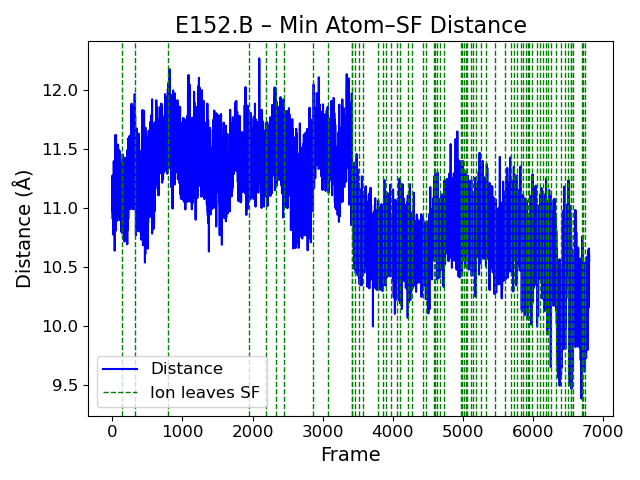 E152.B – Min Atom–SF Distance
12.0
11.5
11.0
10.5
10.0
9.5
Distance (Å)
Distance
Ion leaves SF
0 1000 2000 3000 4000 5000 6000 7000
Frame